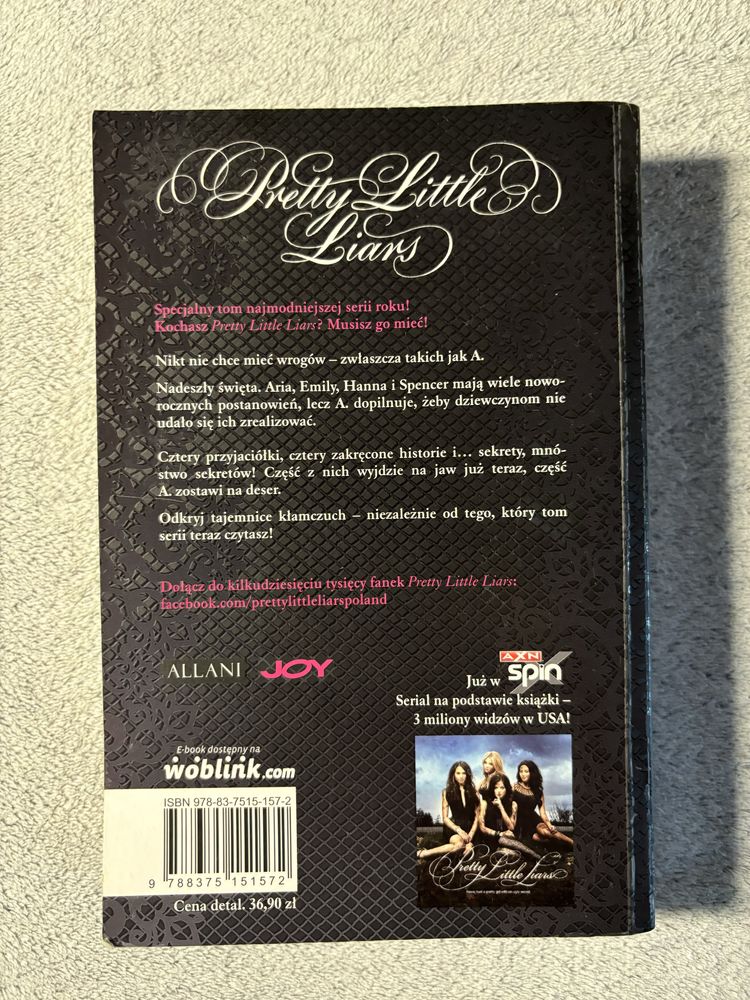 Pretty Little
Liars
Specjalny tom najmodniejszej serii roku!
Kochasz Pretty Little Liars? Musisz go mieć!
Nikt nie chce mieć wrogów – zwłaszcza takich jak A.
Nadeszły święta. Aria, Emily, Hanna i Spencer mają wiele nowo-
rocznych postanowień, lecz A. dopilnuje, żeby dziewczynom nie
udało się ich zrealizować.
Cztery przyjaciółki, cztery zakręcone historie i… sekrety, mnó-
stwo sekretów! Część z nich wyjdzie na jaw już teraz, część
A. zostawi na deser.
Odkryj tajemnice kłamczuch – niezależnie od tego, który tom
serii teraz czytasz!
Dołącz do kilkudziesięciu tysięcy fanek Pretty Little Liars:
facebook.com/prettylittleliarspoland
ALLANI JOY
Już w AXN spin
Serial na podstawie książki –
3 miliony widzów w USA!
E-book dostępny na
woblink.com
ISBN 978-83-7515-157-2
9 788375 151572
Cena detal. 36,90 zł
Pretty Little Liars